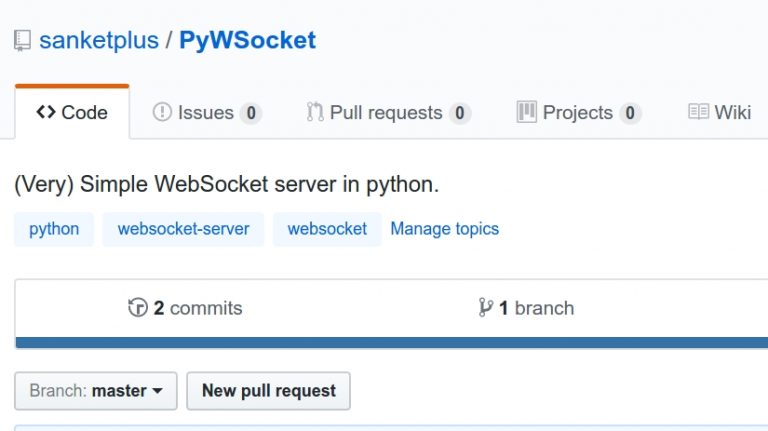 sanketplus / PyWSocket
Code Issues 0 Pull requests 0 Projects 0 Wiki
(Very) Simple WebSocket server in python.
python websocket-server websocket Manage topics
2 commits 1 branch
Branch: master New pull request